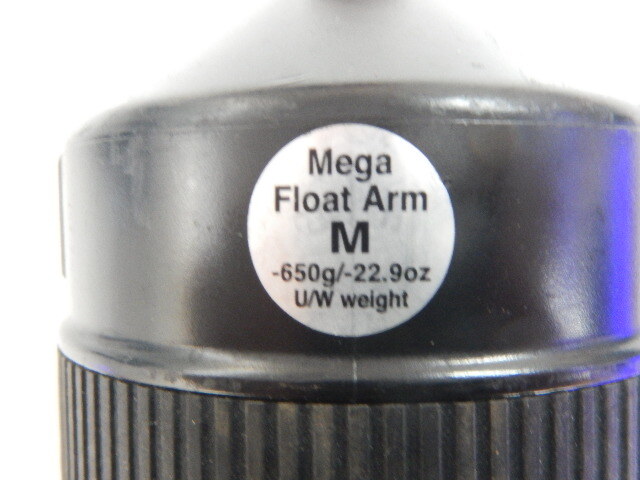 Mega
Float Arm
M
-650g/-22.9oz
U/W weight